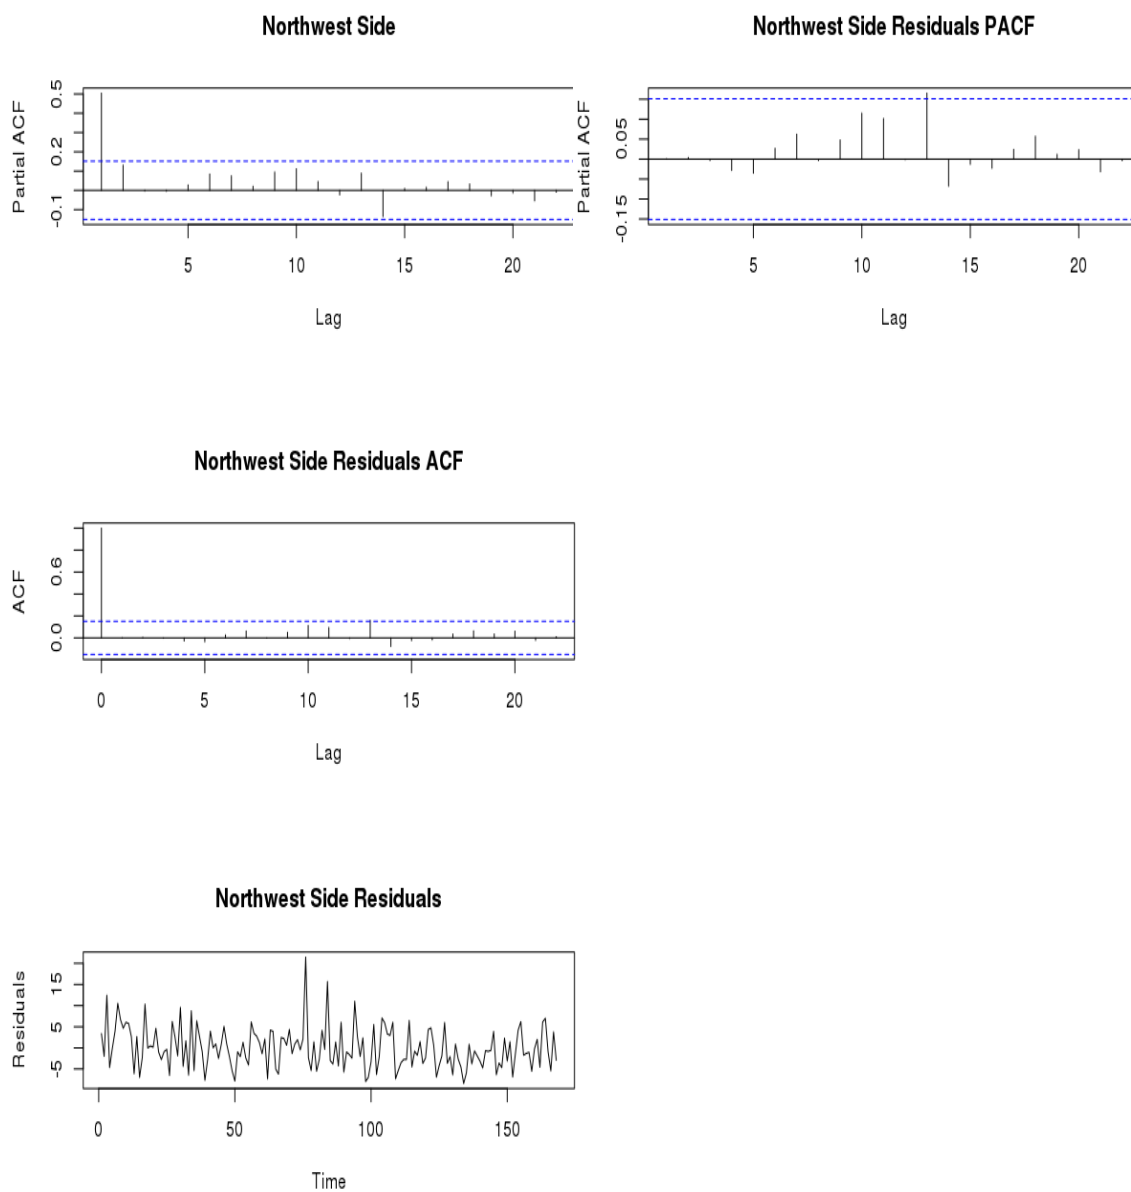 Northwest Side
Partial ACF
-0.1 0.2 0.5
5 10 15 20
Lag
Northwest Side Residuals PACF
Partial ACF
-0.15 0.05
5 10 15 20
Lag
Northwest Side Residuals ACF
ACF
0.0 0.6
0 5 10 15 20
Lag
Northwest Side Residuals
Residuals
-5 5 15
0 50 100 150
Time